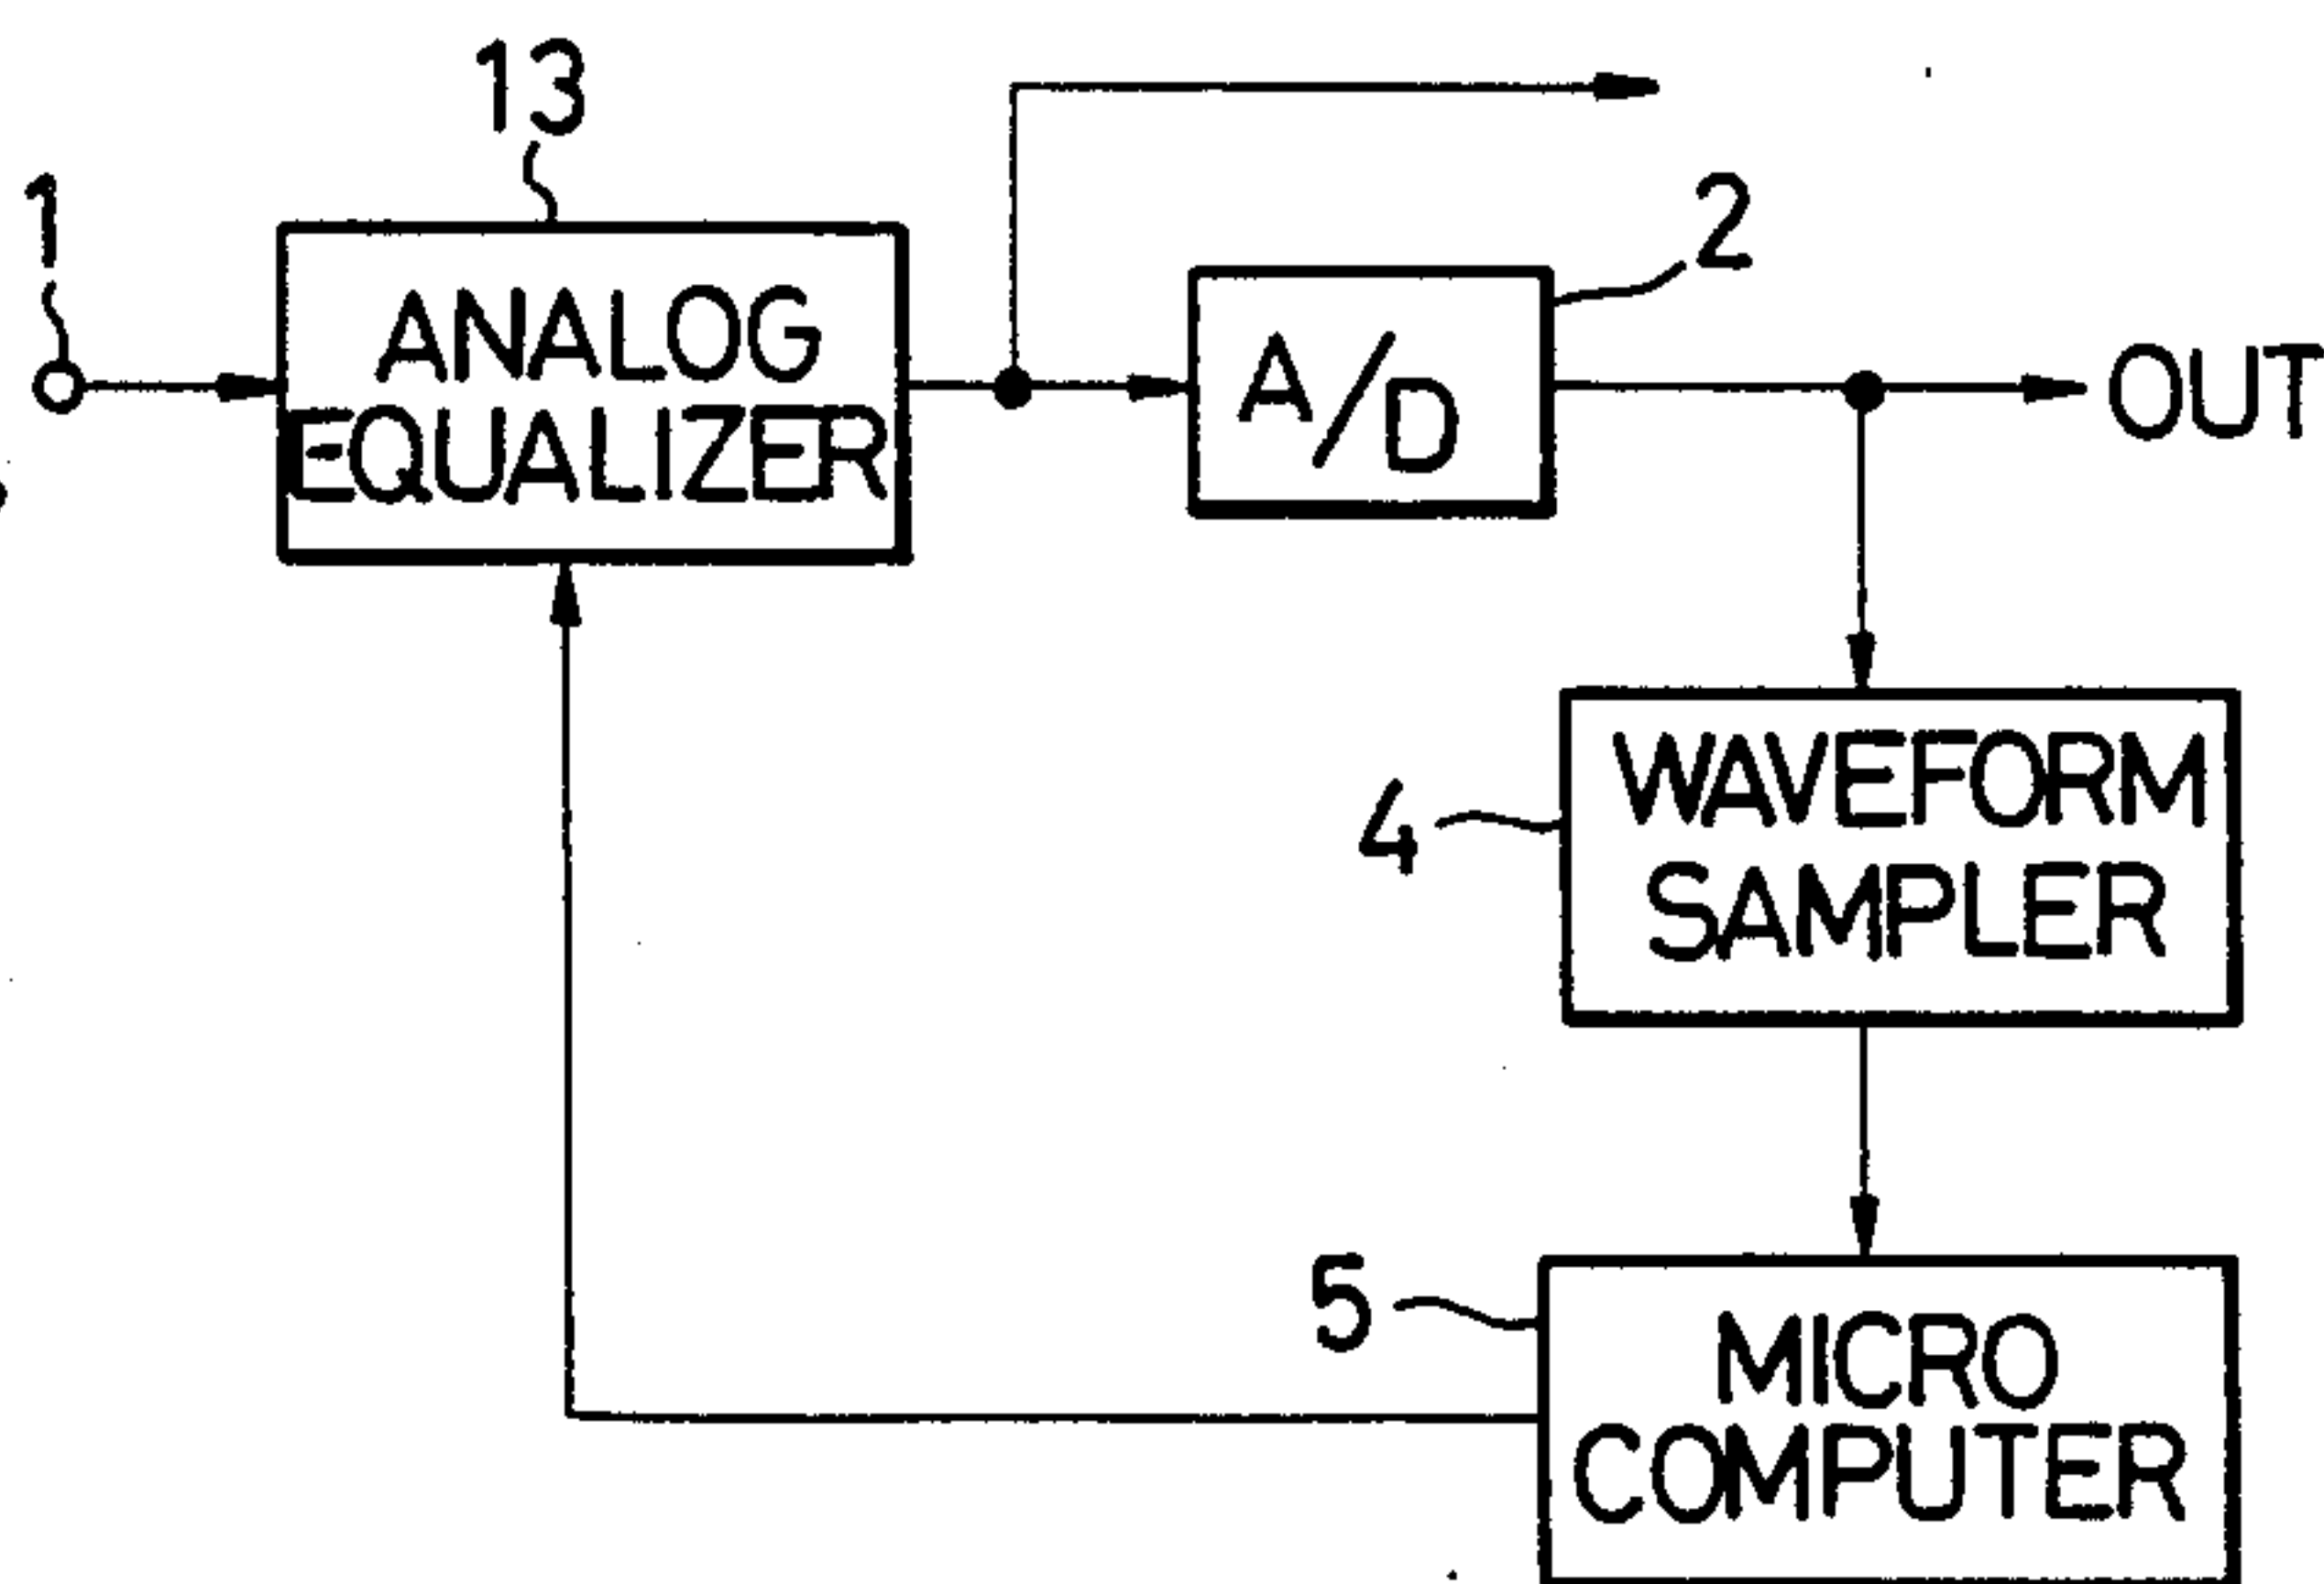 13
1
2
ANALOG
EQUALIZER
A/D
OUT
WAVEFORM
SAMPLER
4
5
MICRO
COMPUTER